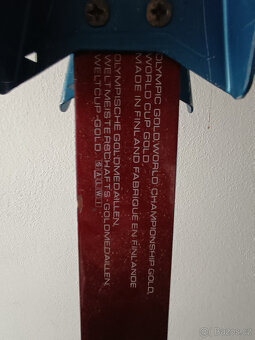 OLYMPIC GOLD, WORLD CHAMPIONSHIP GOLD,
WORLD CUP GOLD.
MADE IN FINLAND FABRIQUE EN FINLANDE
OLYMPISCHE GOLDMEDAILLEN,
WELTMEISTERSCHAFTS-GOLDMEDAILLEN,
WELTCUP-GOLD.